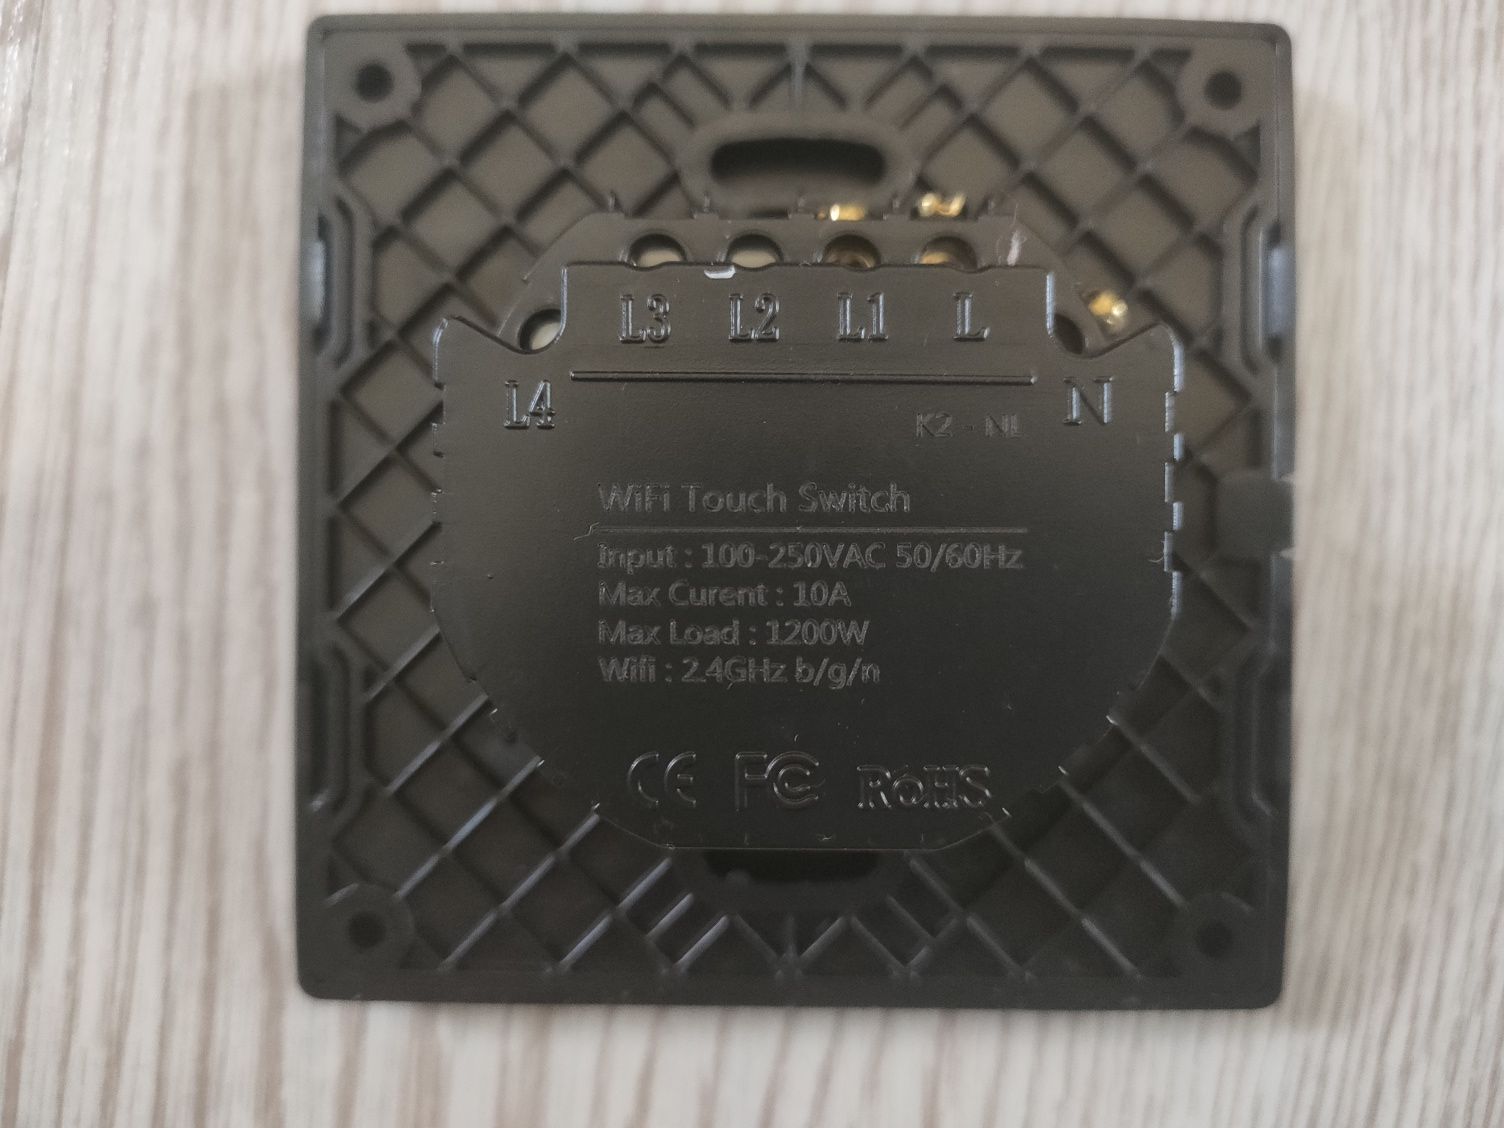 L3 L2 L1 L
L4 N
K2 - NL
WiFi Touch Switch
Input : 100-250VAC 50/60Hz
Max Curent : 10A
Max Load : 1200W
Wifi : 2.4GHz b/g/n
CE FC RoHS